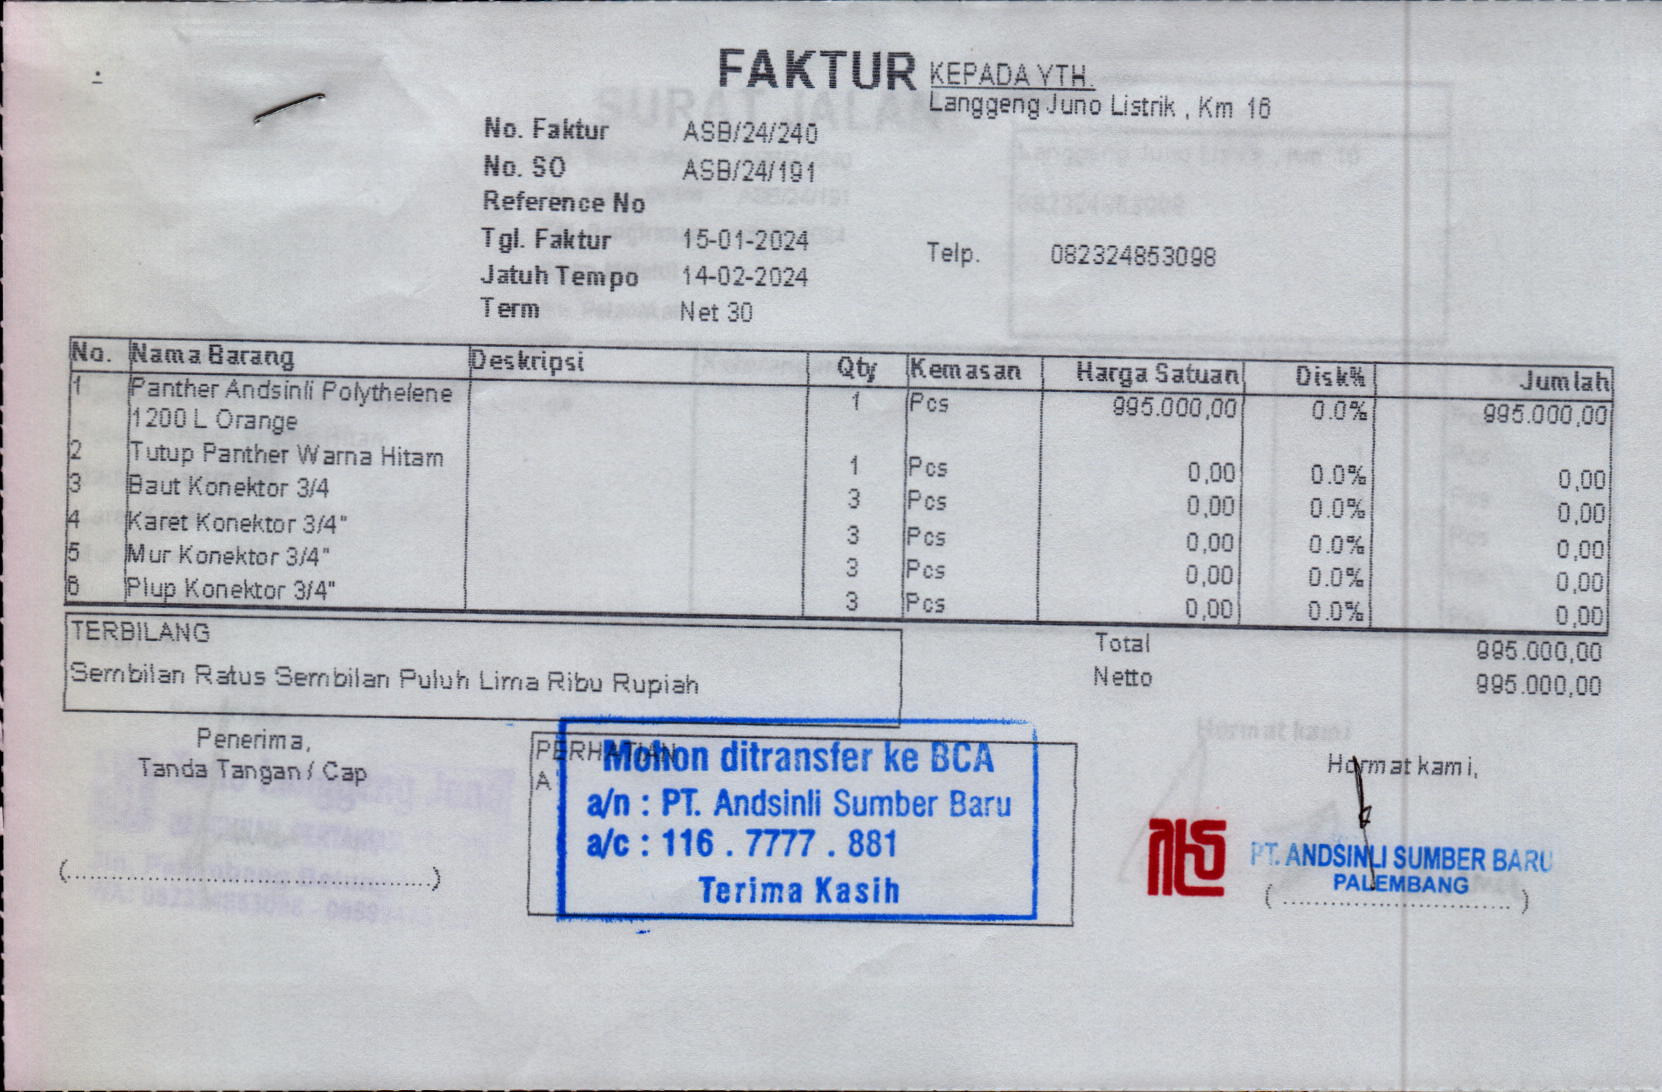 FAKTUR
KEPADA YTH.
Langgeng Juno Listrik , Km 16
No. Faktur ASB/24/240
No. SO ASB/24/191
Reference No
Tgl. Faktur 15-01-2024
Telp. 082324853098
Jatuh Tempo 14-02-2024
Term Net 30
No. Nama Barang Deskripsi Qty Kemasan Harga Satuan Disk% Jumlah
1 Panther Andsinli Polythelene 1 Pcs 995.000,00 0.0% 995.000,00
1200 L Orange
2 Tutup Panther Warna Hitam 1 Pcs 0,00 0.0% 0,00
3 Baut Konektor 3/4 3 Pcs 0,00 0.0% 0,00
4 Karet Konektor 3/4" 3 Pcs 0,00 0.0% 0,00
5 Mur Konektor 3/4" 3 Pcs 0,00 0.0% 0,00
6 Plup Konektor 3/4" 3 Pcs 0,00 0.0% 0,00
TERBILANG
Sembilan Ratus Sembilan Puluh Lima Ribu Rupiah
Total 995.000,00
Netto 995.000,00
Penerima,
Tanda Tangan / Cap
(........................................................)
PERHATIAN
A
Mohon ditransfer ke BCA
a/n : PT. Andsinli Sumber Baru
a/c : 116 . 7777 . 881
Terima Kasih
Hormat kami,
PT. ANDSINLI SUMBER BARU
PALEMBANG
(...................................)